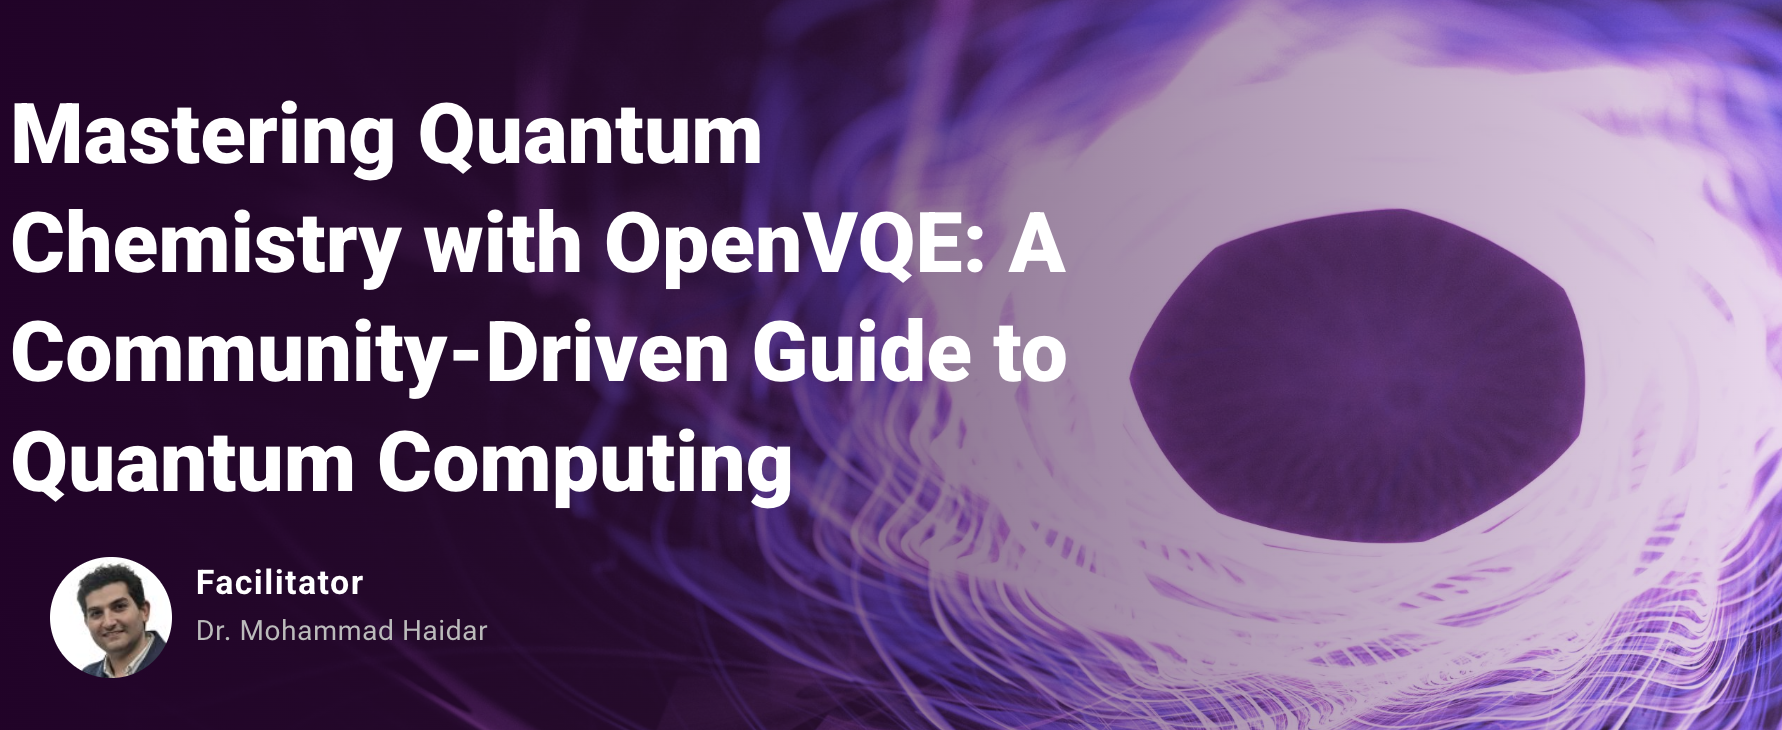 Mastering Quantum
Chemistry with OpenVQE: A
Community-Driven Guide to
Quantum Computing
Facilitator
Dr. Mohammad Haidar